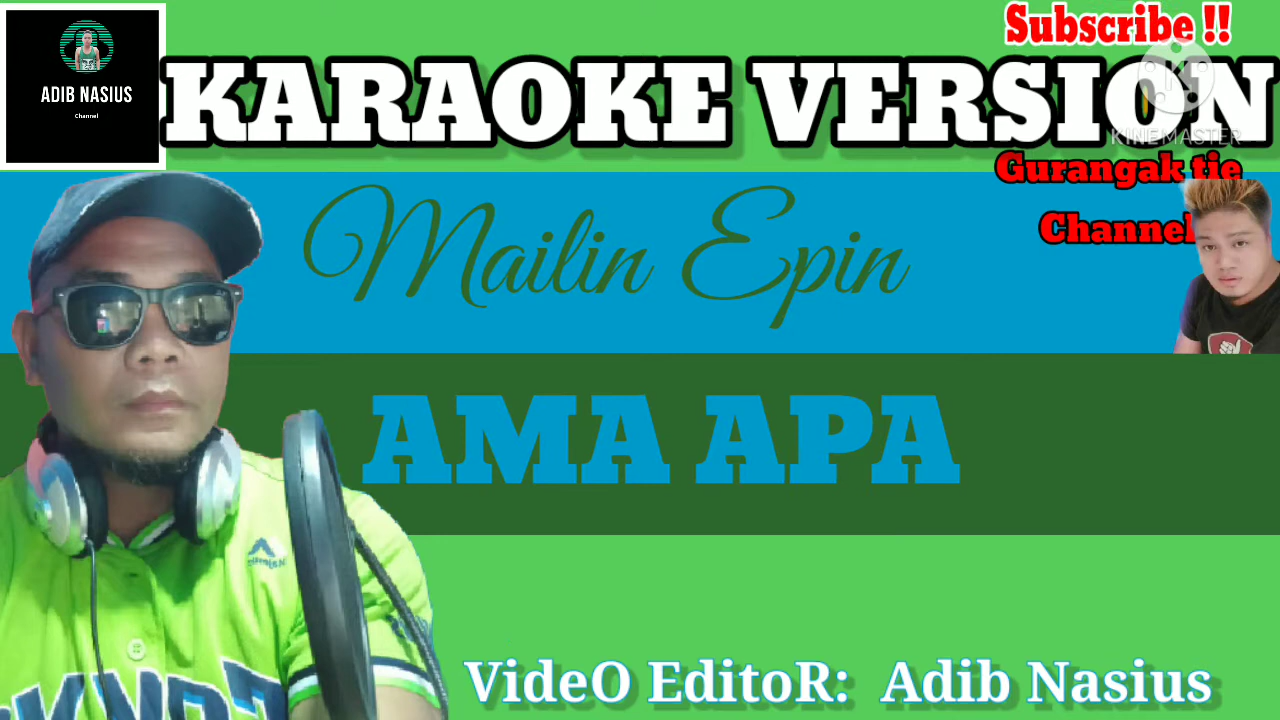 Subscribe !!
ADIB NASIUS
Channel
KARAOKE VERSION
KINEMASTER
Gurangak tie
Channel
Mailin Epin
AMA APA
VideO EditoR: Adib Nasius